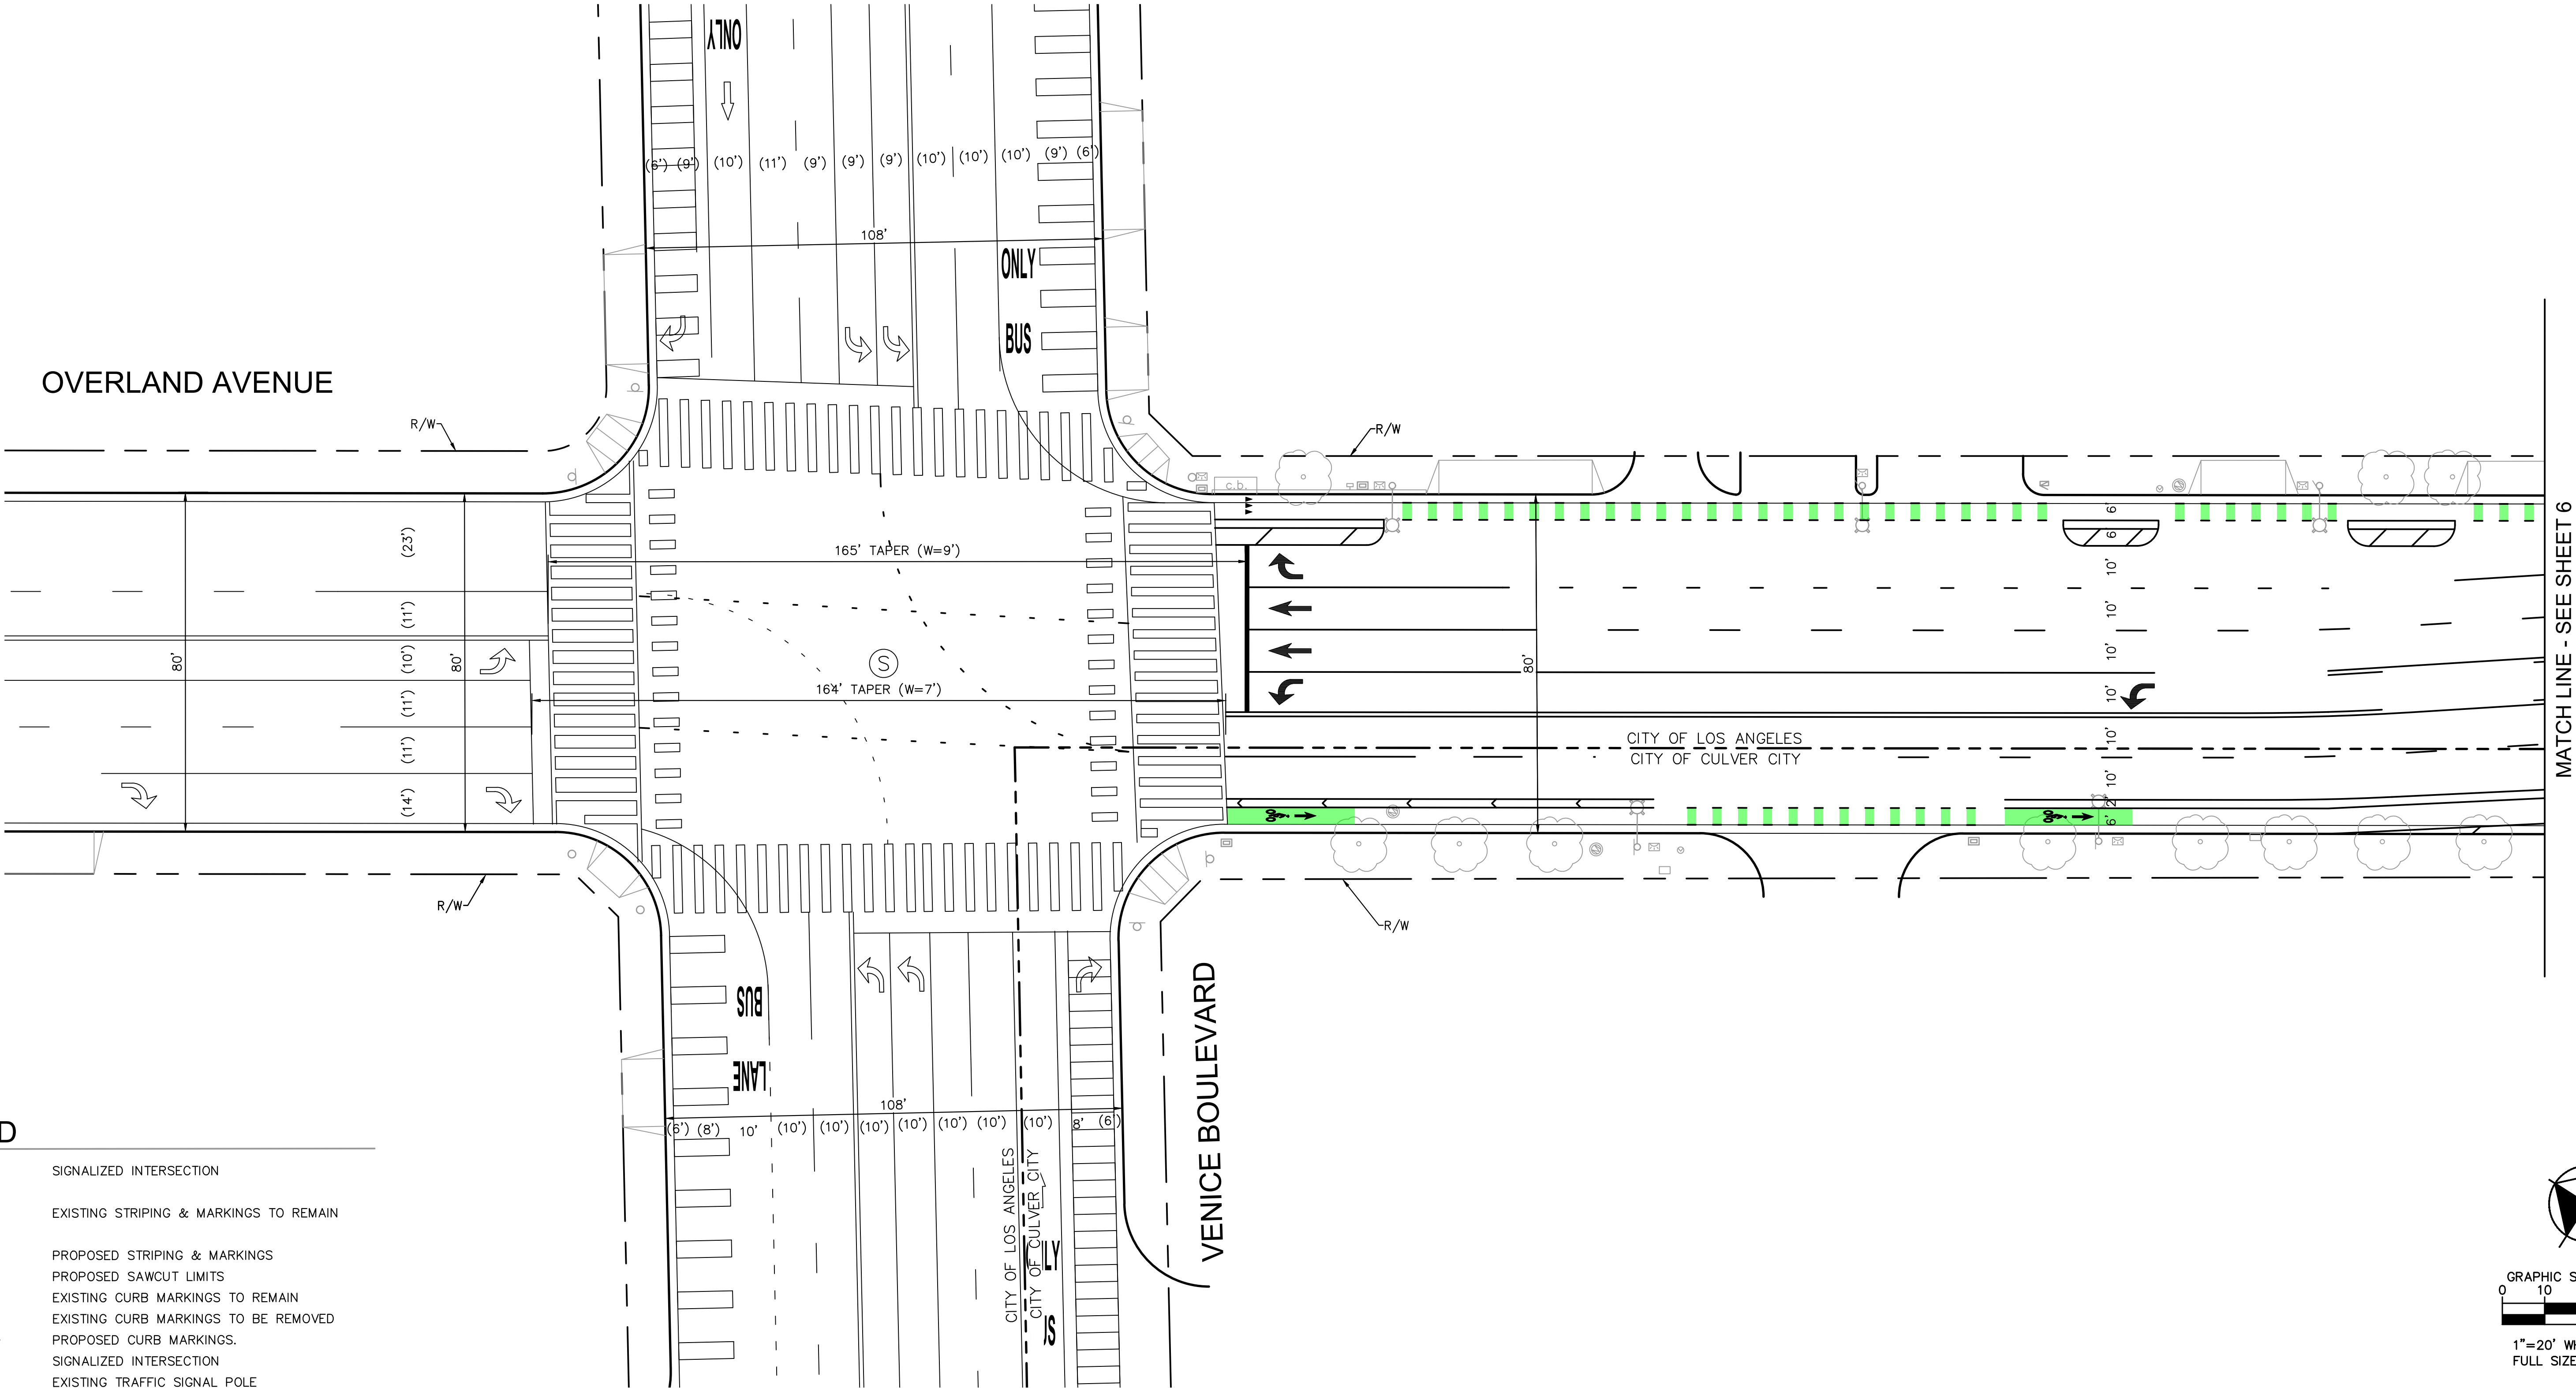 ONLY
(6') (9') (10') (11') (9') (9') (9') (10') (10') (10') (9') (6')
108'
ONLY
BUS
OVERLAND AVENUE
R/W
R/W
c.b.
(23')
(11')
(10')
(11')
(11')
(14')
80'
80'
165' TAPER (W=9')
S
164' TAPER (W=7')
80'
6'
6'
10'
10'
10'
10'
10'
10'
2'
6'
CITY OF LOS ANGELES
CITY OF CULVER CITY
MATCH LINE - SEE SHEET 6
R/W
R/W
BUS
LANE
108'
(6') (8') 10' (10') (10') (10') (10') (10') (10') (10') 8' (6')
CITY OF LOS ANGELES
CITY OF CULVER CITY
VENICE BOULEVARD
D
SIGNALIZED INTERSECTION
EXISTING STRIPING & MARKINGS TO REMAIN
PROPOSED STRIPING & MARKINGS
PROPOSED SAWCUT LIMITS
EXISTING CURB MARKINGS TO REMAIN
EXISTING CURB MARKINGS TO BE REMOVED
PROPOSED CURB MARKINGS.
SIGNALIZED INTERSECTION
EXISTING TRAFFIC SIGNAL POLE
GRAPHIC S
0 10
1"=20' WH
FULL SIZE